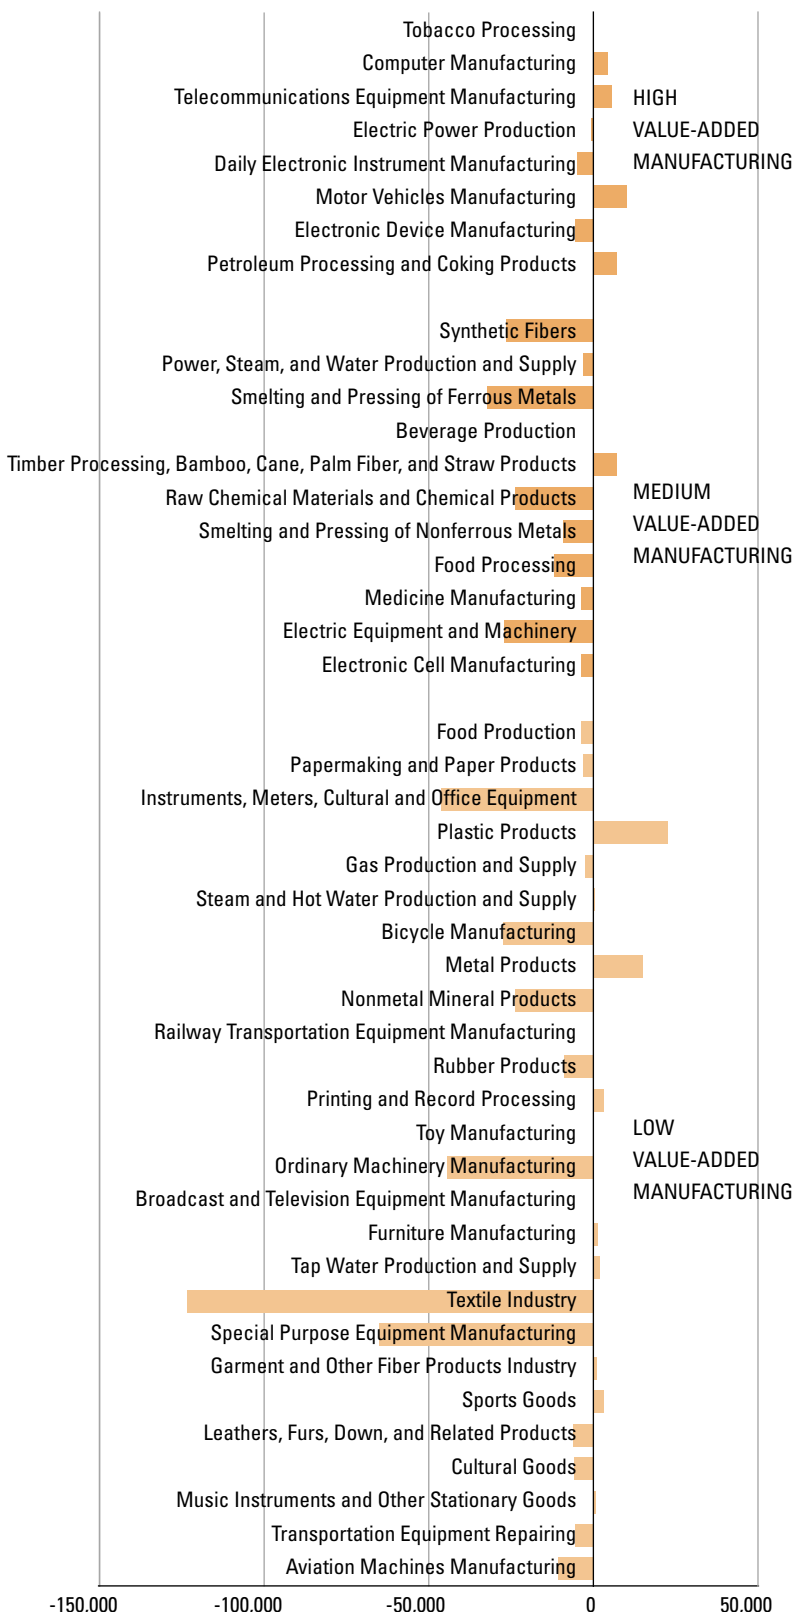 Tobacco Processing
Computer Manufacturing
Telecommunications Equipment Manufacturing
Electric Power Production
Daily Electronic Instrument Manufacturing
Motor Vehicles Manufacturing
Electronic Device Manufacturing
Petroleum Processing and Coking Products
HIGH
VALUE-ADDED
MANUFACTURING
Synthetic Fibers
Power, Steam, and Water Production and Supply
Smelting and Pressing of Ferrous Metals
Beverage Production
Timber Processing, Bamboo, Cane, Palm Fiber, and Straw Products
Raw Chemical Materials and Chemical Products
Smelting and Pressing of Nonferrous Metals
Food Processing
Medicine Manufacturing
Electric Equipment and Machinery
Electronic Cell Manufacturing
MEDIUM
VALUE-ADDED
MANUFACTURING
Food Production
Papermaking and Paper Products
Instruments, Meters, Cultural and Office Equipment
Plastic Products
Gas Production and Supply
Steam and Hot Water Production and Supply
Bicycle Manufacturing
Metal Products
Nonmetal Mineral Products
Railway Transportation Equipment Manufacturing
Rubber Products
Printing and Record Processing
Toy Manufacturing
Ordinary Machinery Manufacturing
Broadcast and Television Equipment Manufacturing
Furniture Manufacturing
Tap Water Production and Supply
Textile Industry
Special Purpose Equipment Manufacturing
Garment and Other Fiber Products Industry
Sports Goods
Leathers, Furs, Down, and Related Products
Cultural Goods
Music Instruments and Other Stationary Goods
Transportation Equipment Repairing
Aviation Machines Manufacturing
LOW
VALUE-ADDED
MANUFACTURING
-150,000 -100,000 -50,000 0 50,000